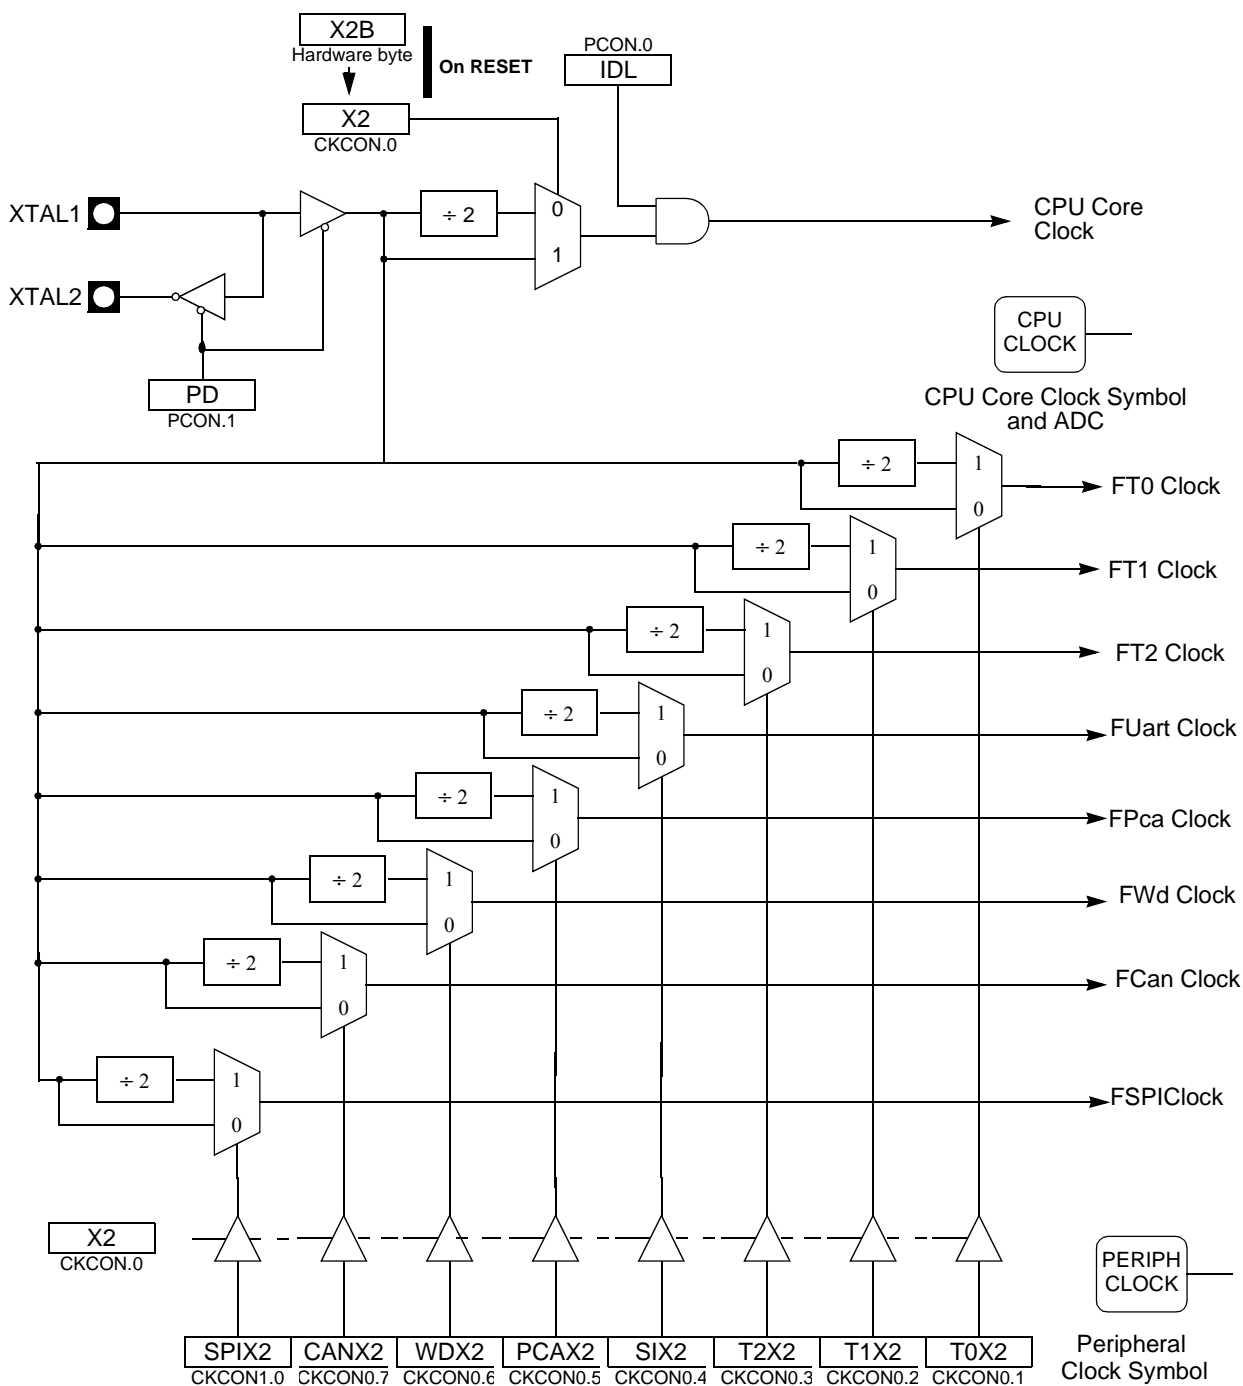 X2B
Hardware byte
On RESET
PCON.0
IDL
X2
CKCON.0
XTAL1
÷ 2
0
1
CPU Core
Clock
XTAL2
CPU
CLOCK
PD
PCON.1
CPU Core Clock Symbol
and ADC
÷ 2
1
0
FT0 Clock
÷ 2
1
0
FT1 Clock
÷ 2
1
0
FT2 Clock
÷ 2
1
0
FUart Clock
÷ 2
1
0
FPca Clock
÷ 2
1
0
FWd Clock
÷ 2
1
0
FCan Clock
÷ 2
1
0
FSPIClock
X2
CKCON.0
PERIPH
CLOCK
SPIX2 CANX2 WDX2 PCAX2 SIX2 T2X2 T1X2 T0X2
CKCON1.0 CKCON0.7 CKCON0.6 CKCON0.5 CKCON0.4 CKCON0.3 CKCON0.2 CKCON0.1
Peripheral
Clock Symbol